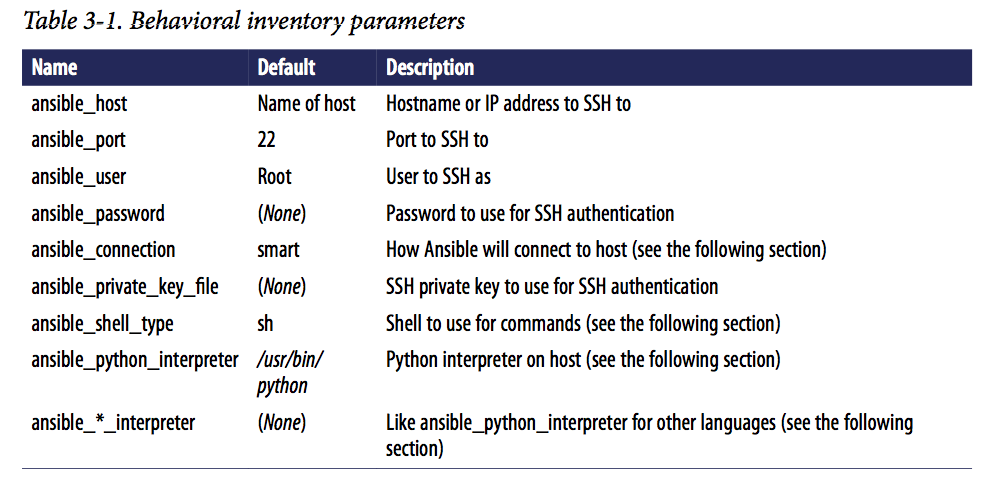 Table 3-1. Behavioral inventory parameters
Name Default Description
ansible_host Name of host Hostname or IP address to SSH to
ansible_port 22 Port to SSH to
ansible_user Root User to SSH as
ansible_password (None) Password to use for SSH authentication
ansible_connection smart How Ansible will connect to host (see the following section)
ansible_private_key_file (None) SSH private key to use for SSH authentication
ansible_shell_type sh Shell to use for commands (see the following section)
ansible_python_interpreter /usr/bin/ Python interpreter on host (see the following section)
python
ansible_*_interpreter (None) Like ansible_python_interpreter for other languages (see the following
section)